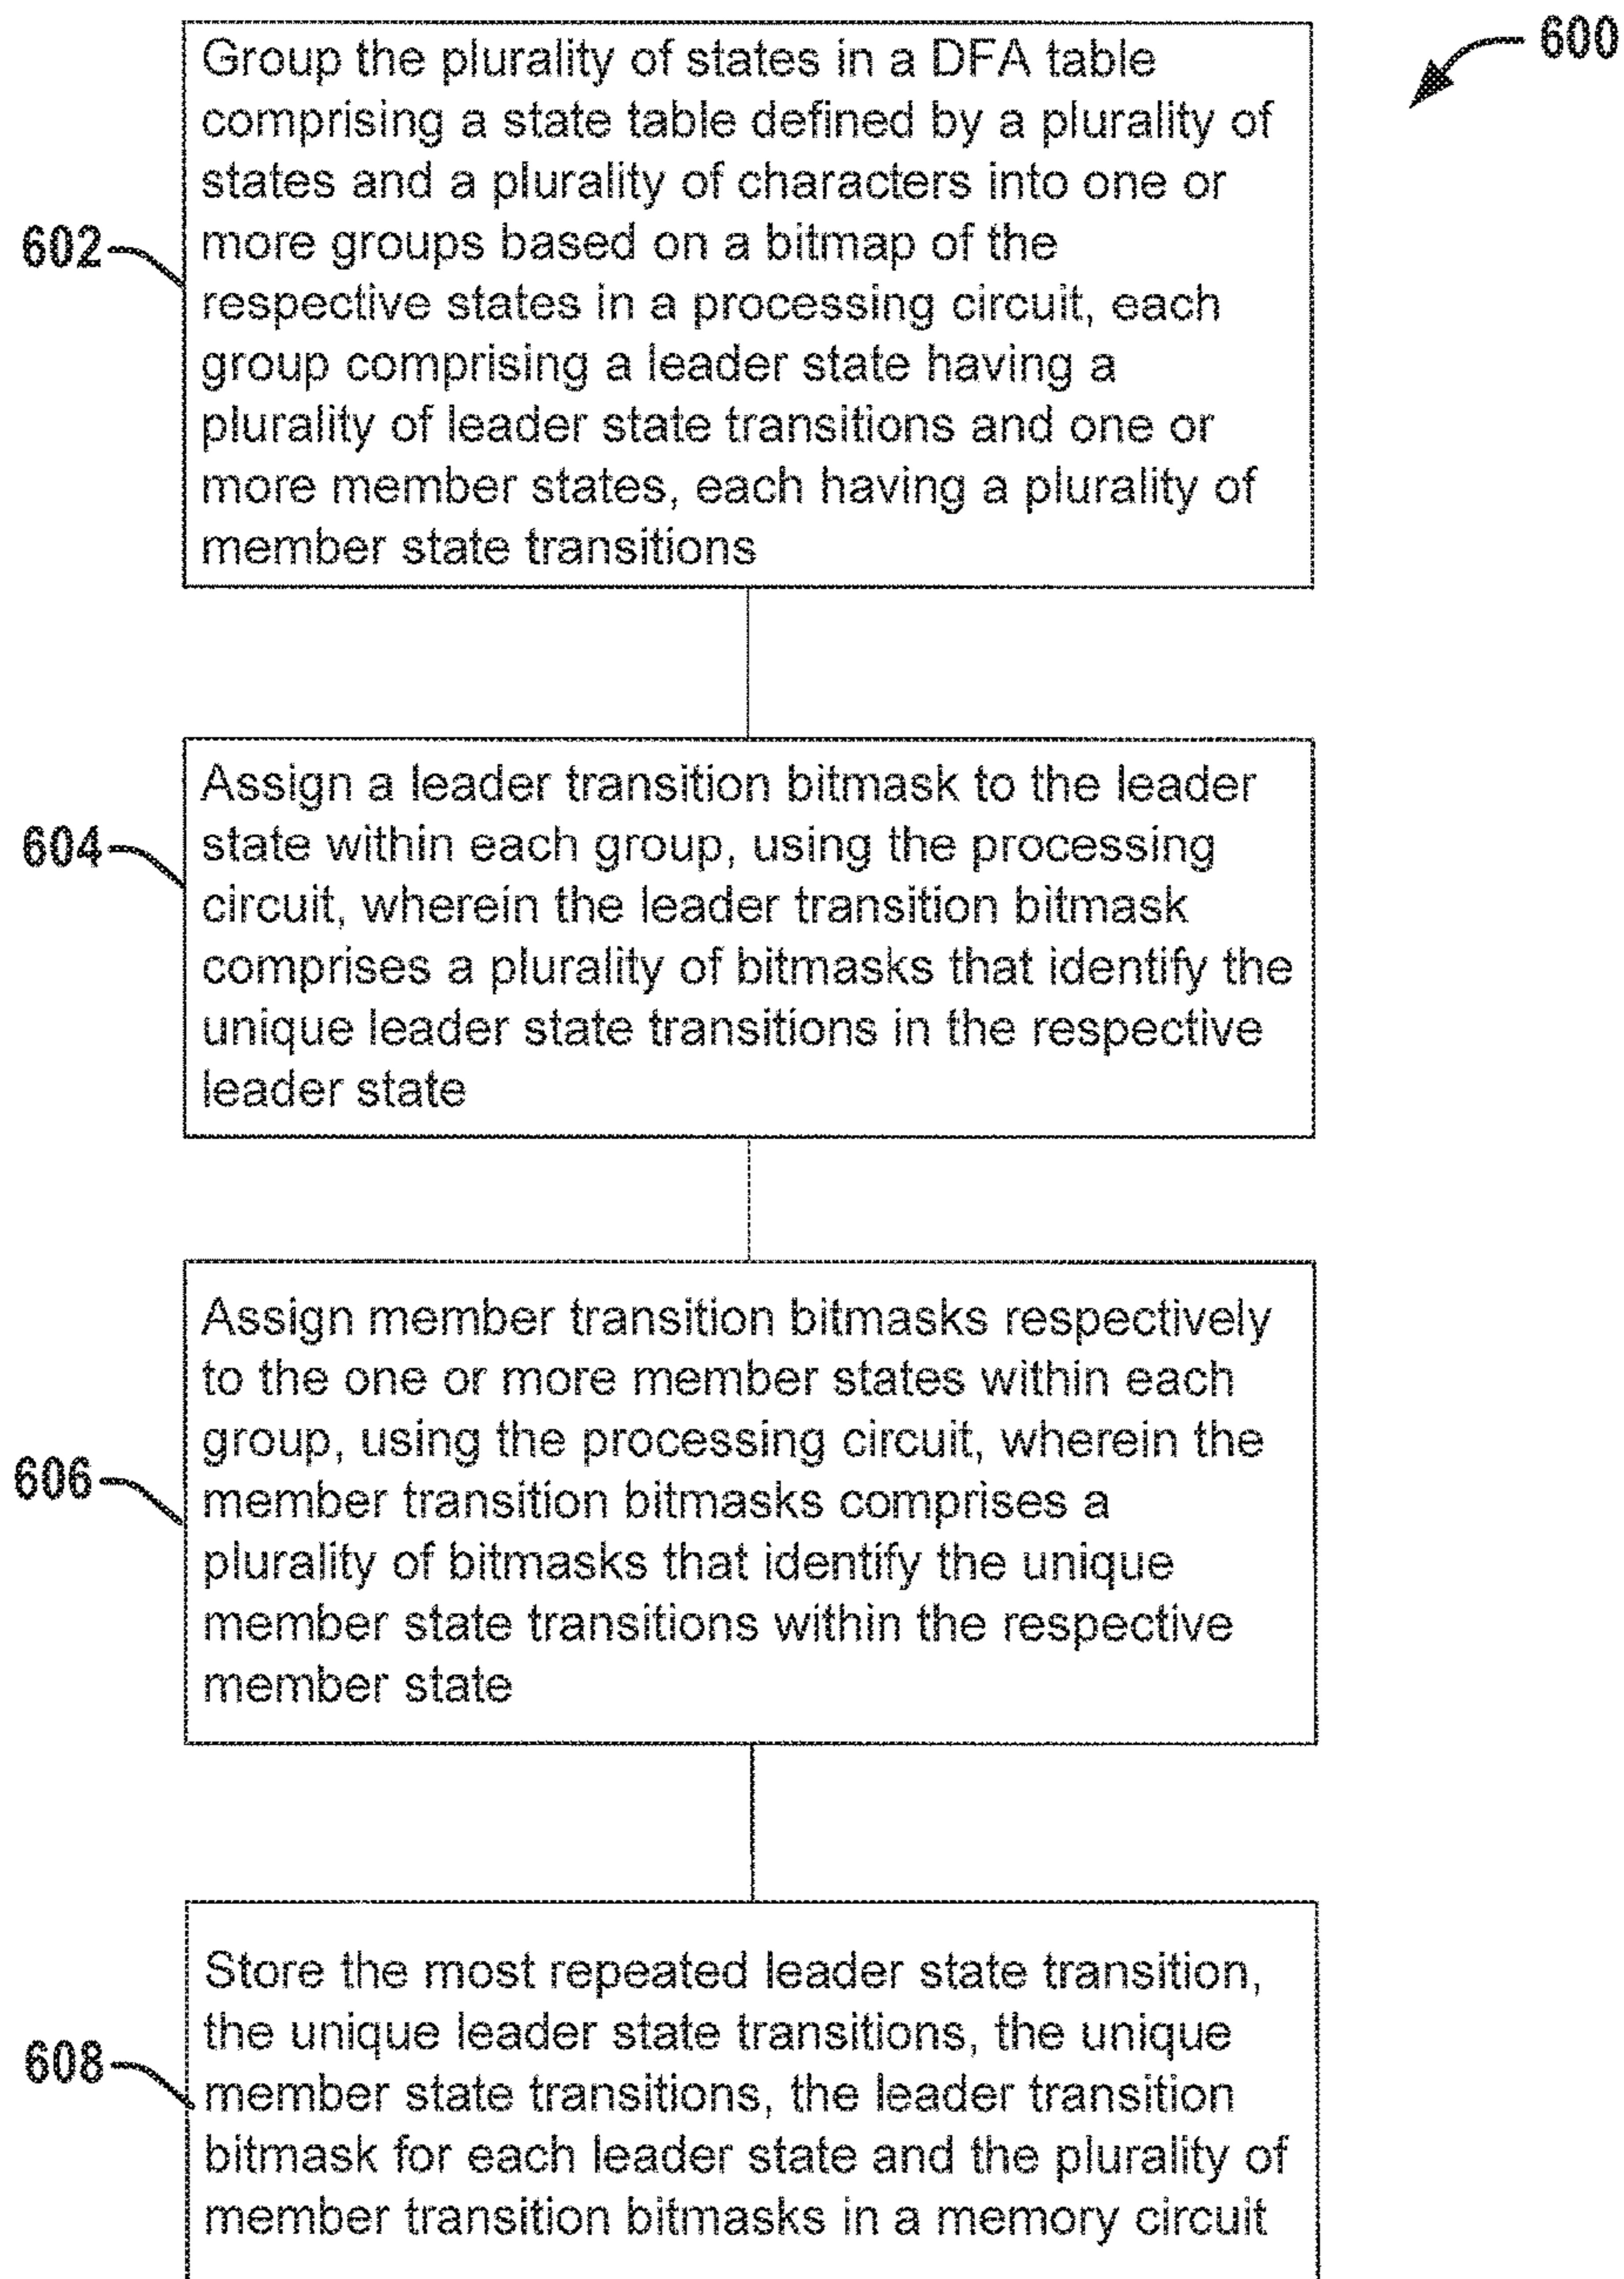 600
Group the plurality of states in a DFA table
comprising a state table defined by a plurality of
states and a plurality of characters into one or
more groups based on a bitmap of the
respective states in a processing circuit, each
group comprising a leader state having a
plurality of leader state transitions and one or
more member states, each having a plurality of
member state transitions
602
Assign a leader transition bitmask to the leader
state within each group, using the processing
circuit, wherein the leader transition bitmask
comprises a plurality of bitmasks that identify the
unique leader state transitions in the respective
leader state
604
Assign member transition bitmasks respectively
to the one or more member states within each
group, using the processing circuit, wherein the
member transition bitmasks comprises a
plurality of bitmasks that identify the unique
member state transitions within the respective
member state
606
Store the most repeated leader state transition,
the unique leader state transitions, the unique
member state transitions, the leader transition
bitmask for each leader state and the plurality of
member transition bitmasks in a memory circuit
608